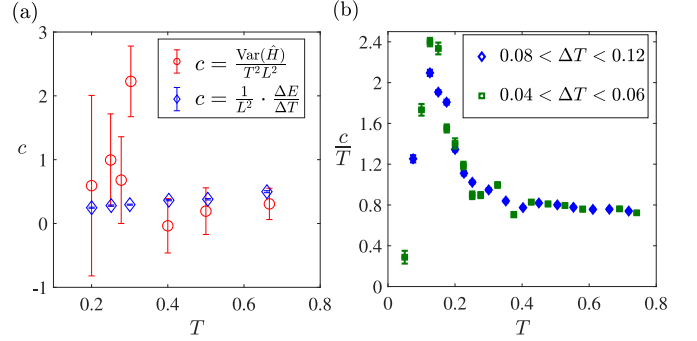 (a)
3
2
1
0
-1
c
0
0.2
0.4
0.6
0.8
T
c = Var(Ĥ) / T²L²
c = 1/L² · ΔE/ΔT
(b)
2.4
2
1.6
1.2
0.8
0.4
0
c/T
0
0.2
0.4
0.6
0.8
T
0.08 < ΔT < 0.12
0.04 < ΔT < 0.06